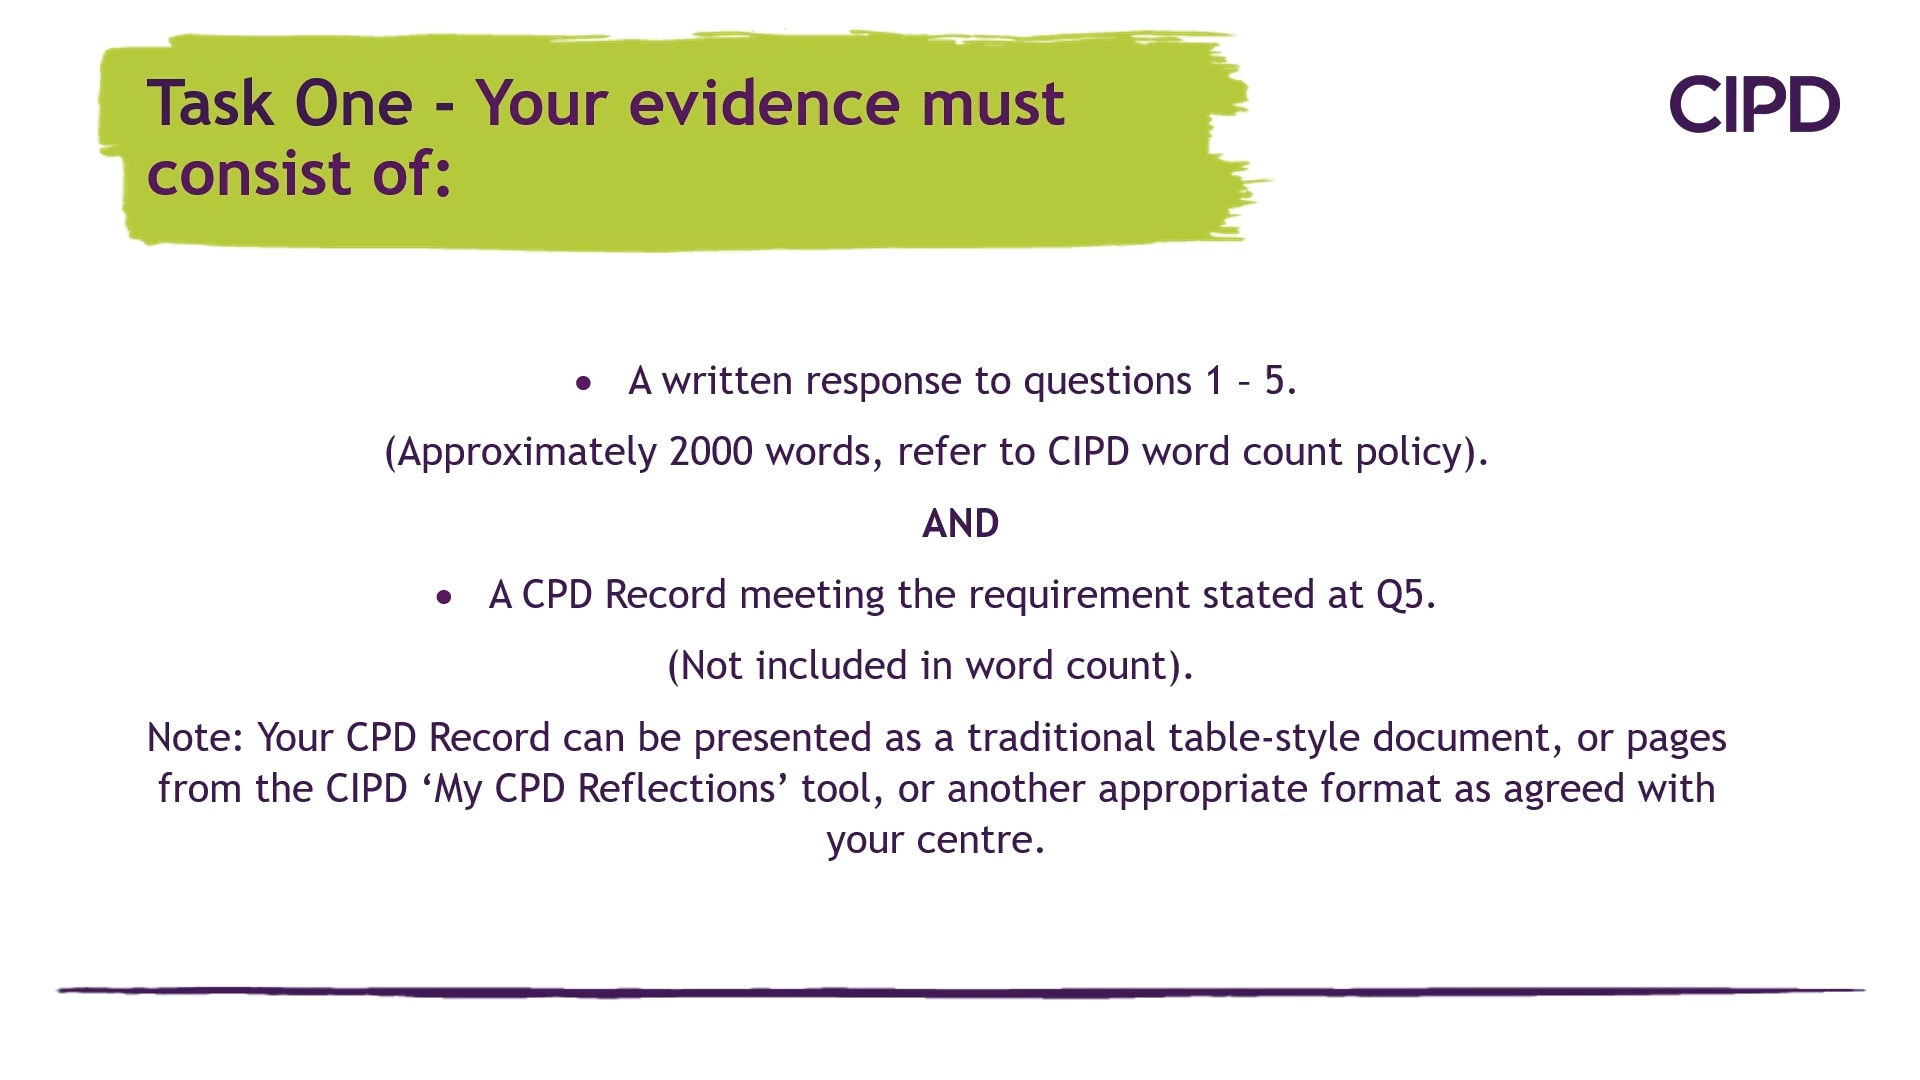 Task One - Your evidence must
consist of:
CIPD
• A written response to questions 1 – 5.
(Approximately 2000 words, refer to CIPD word count policy).
AND
• A CPD Record meeting the requirement stated at Q5.
(Not included in word count).
Note: Your CPD Record can be presented as a traditional table-style document, or pages
from the CIPD ‘My CPD Reflections’ tool, or another appropriate format as agreed with
your centre.